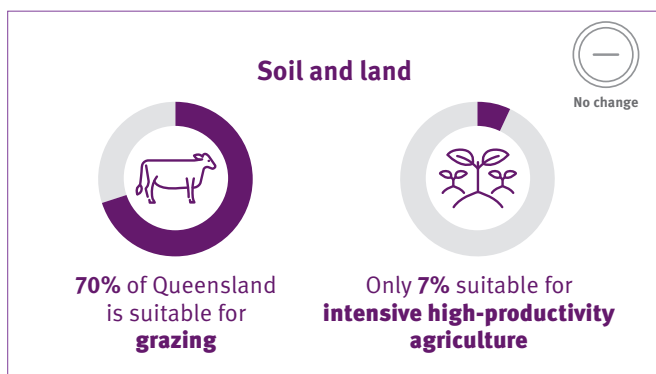 Soil and land
No change
70% of Queensland
is suitable for
grazing
Only 7% suitable for
intensive high-productivity
agriculture